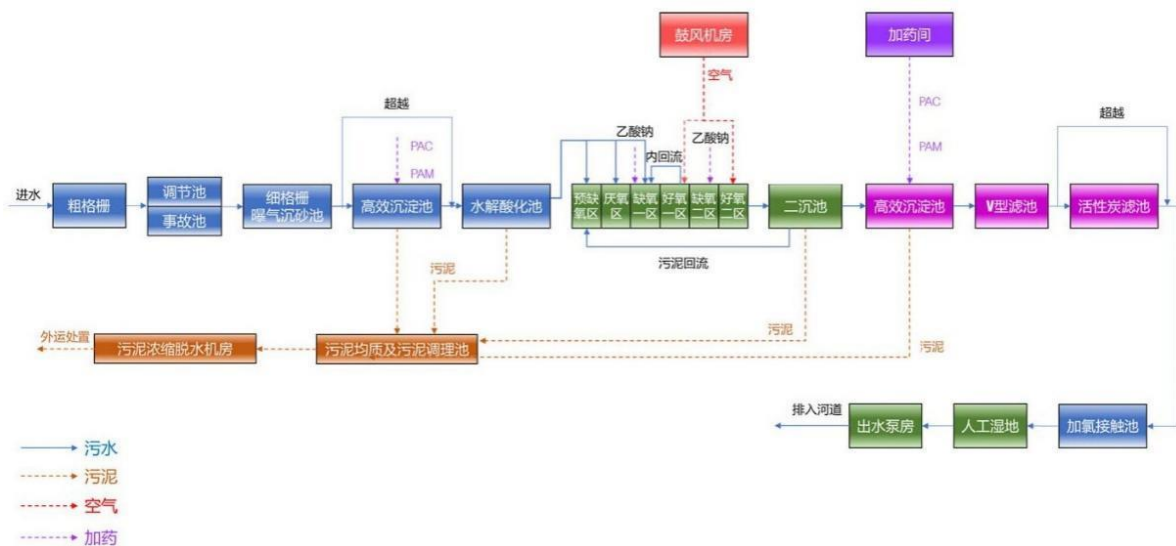 鼓风机房
加药间
空气
PAC
PAM
超越
PAC
PAM
乙酸钠
内回流
乙酸钠
超越
进水
粗格栅
调节池
事故池
细格栅
曝气沉砂池
高效沉淀池
水解酸化池
预缺
氧区
厌氧
区
缺氧
一区
好氧
一区
缺氧
二区
好氧
二区
二沉池
高效沉淀池
V型滤池
活性炭滤池
污泥回流
污泥
污泥
污泥
外运处置
污泥浓缩脱水机房
污泥均质及污泥调理池
排入河道
出水泵房
人工湿地
加氯接触池
污水
污泥
空气
加药